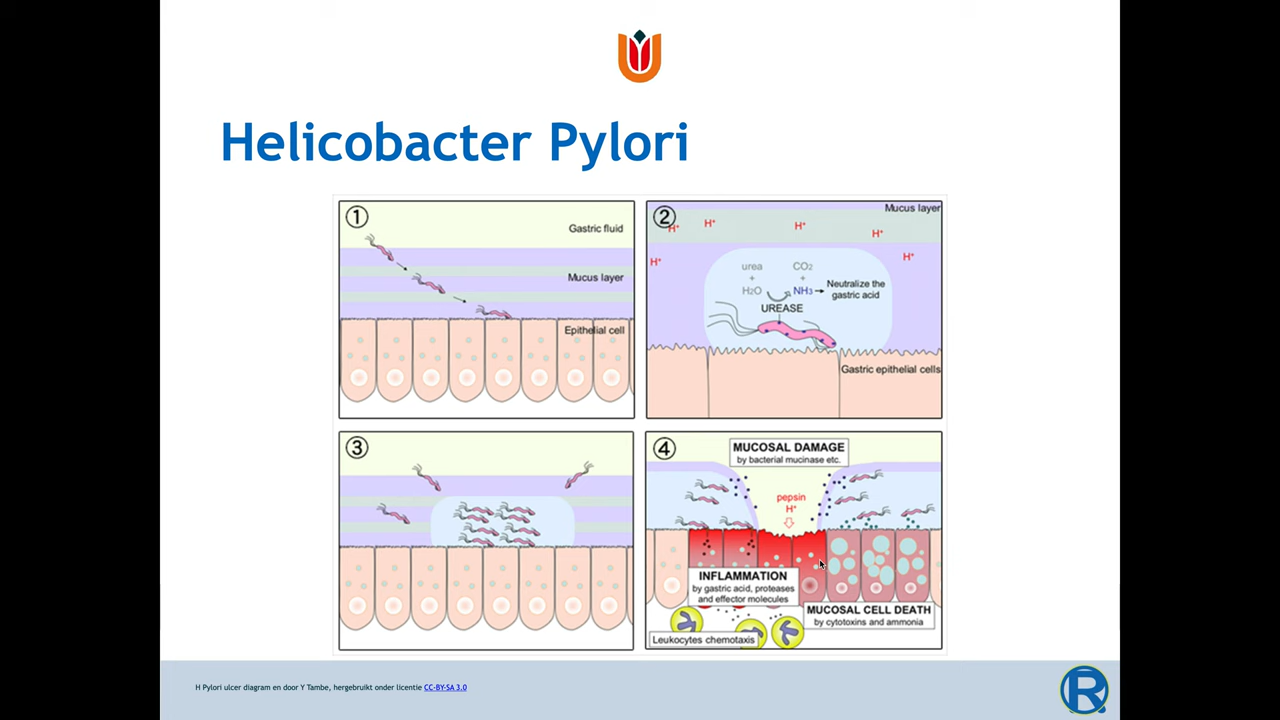 Helicobacter Pylori
①
Gastric fluid
Mucus layer
Epithelial cell
②
Mucus layer
H⁺
H⁺
H⁺
H⁺
H⁺
H⁺
urea
+
H₂O
CO₂
+
NH₃
Neutralize the
gastric acid
UREASE
Gastric epithelial cells
③
④
MUCOSAL DAMAGE
by bacterial mucinase etc.
pepsin
H⁺
INFLAMMATION
by gastric acid, proteases
and effector molecules
MUCOSAL CELL DEATH
by cytotoxins and ammonia
Leukocytes chemotaxis
H Pylori ulcer diagram en door Y Tambe, hergebruikt onder licentie CC-BY-SA 3.0
R